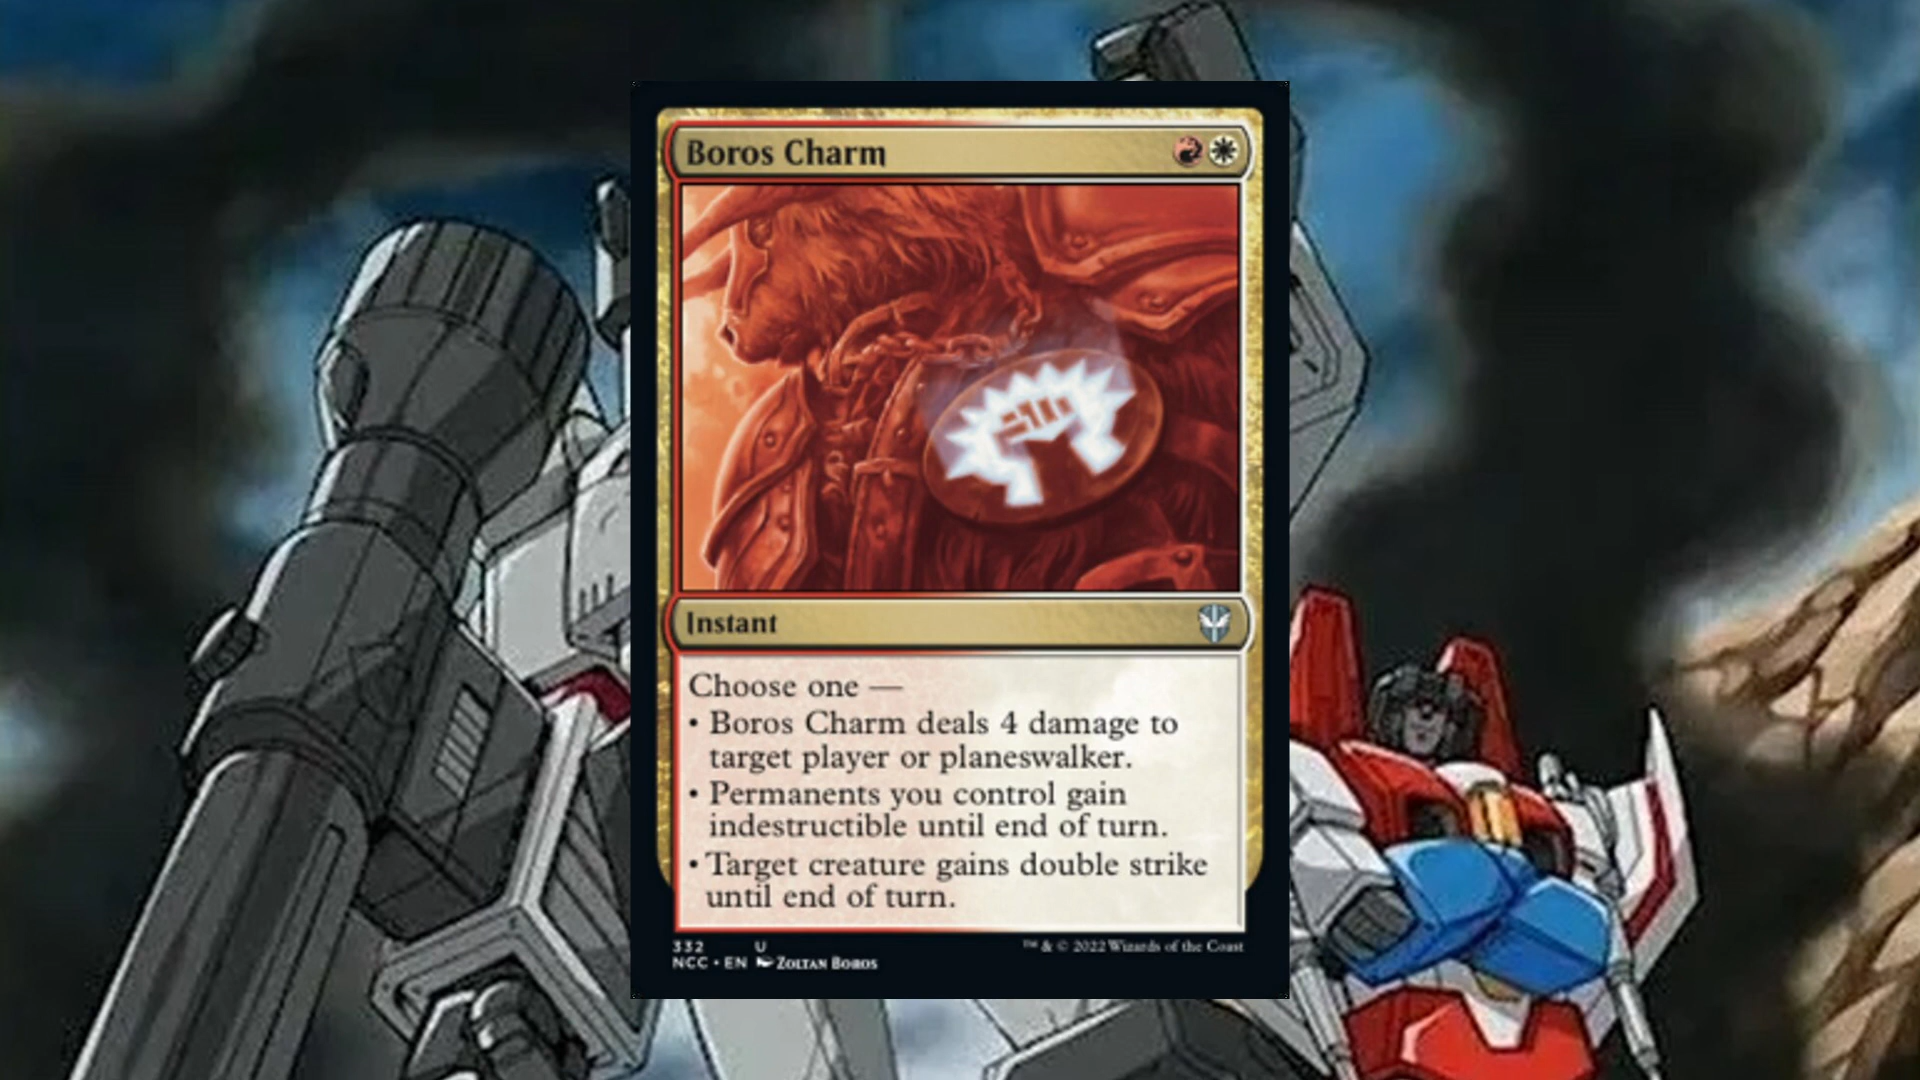 Boros Charm
Instant
Choose one —
• Boros Charm deals 4 damage to
target player or planeswalker.
• Permanents you control gain
indestructible until end of turn.
• Target creature gains double strike
until end of turn.
332 U
NCC • EN Zoltan Boros
™ & © 2022 Wizards of the Coast